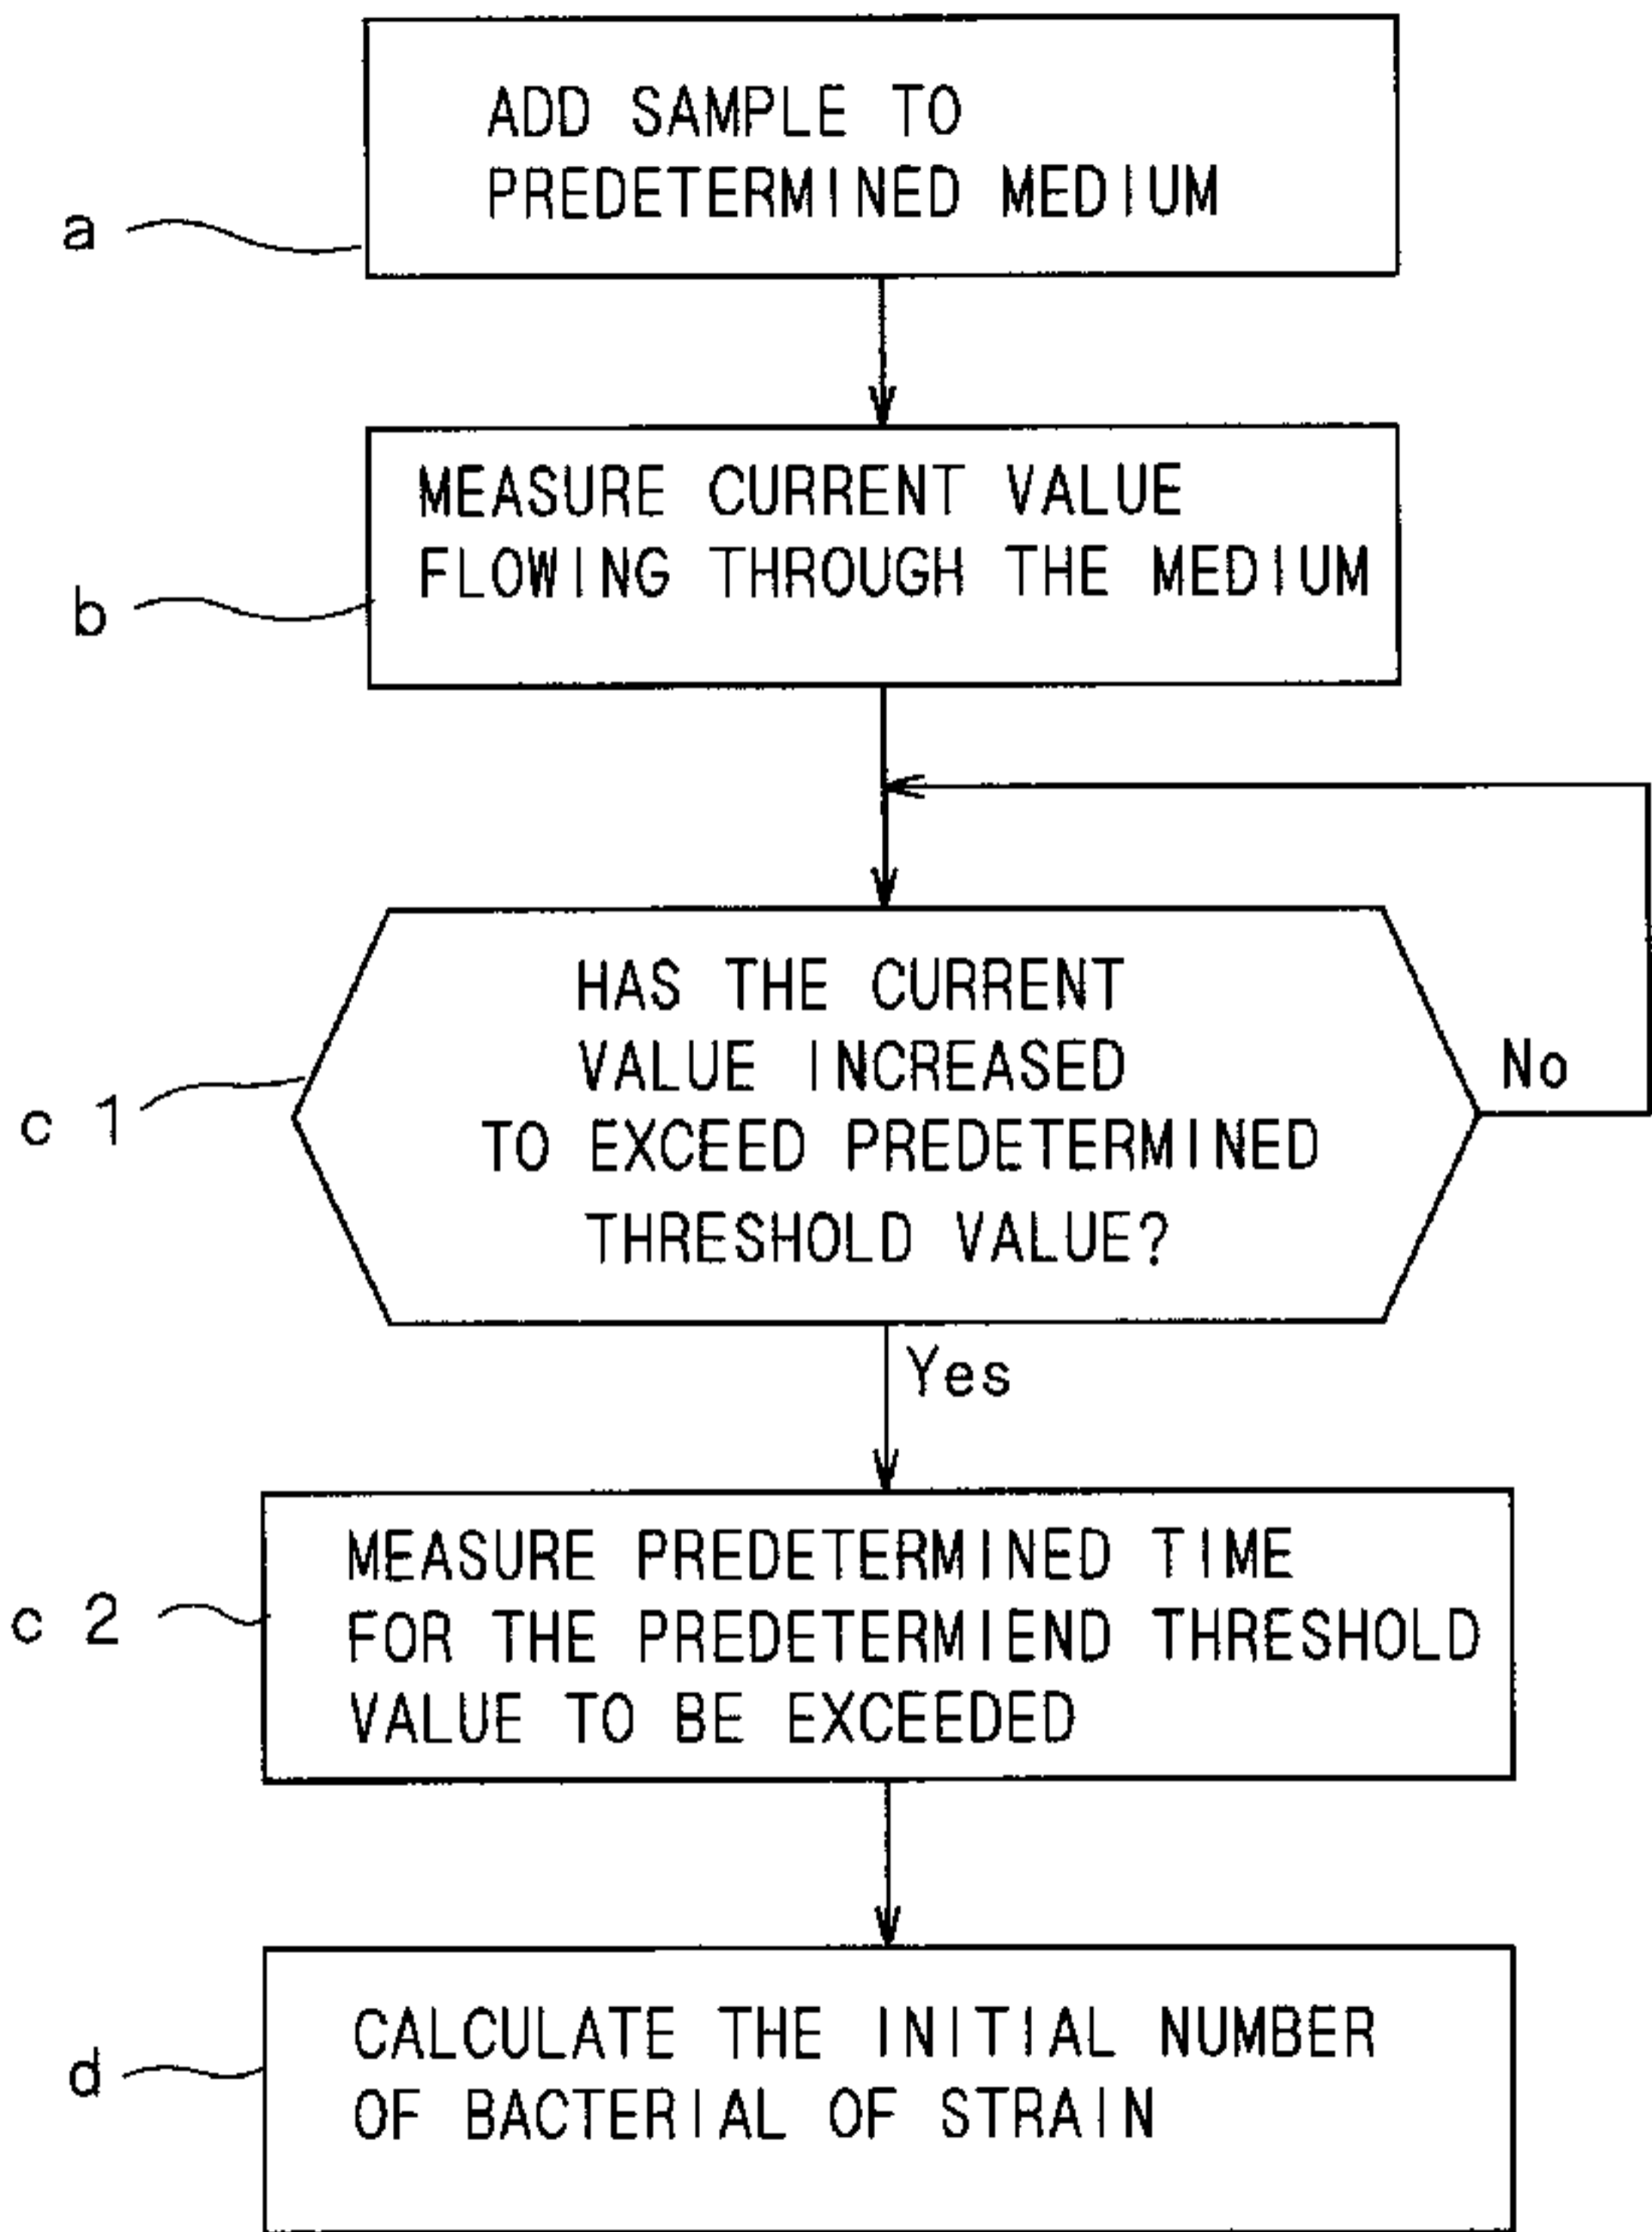 ADD SAMPLE TO
PREDETERMINED MEDIUM
a
MEASURE CURRENT VALUE
FLOWING THROUGH THE MEDIUM
b
HAS THE CURRENT
VALUE INCREASED
TO EXCEED PREDETERMINED
THRESHOLD VALUE?
No
c 1
Yes
MEASURE PREDETERMINED TIME
FOR THE PREDETERMIEND THRESHOLD
VALUE TO BE EXCEEDED
c 2
CALCULATE THE INITIAL NUMBER
OF BACTERIAL OF STRAIN
d